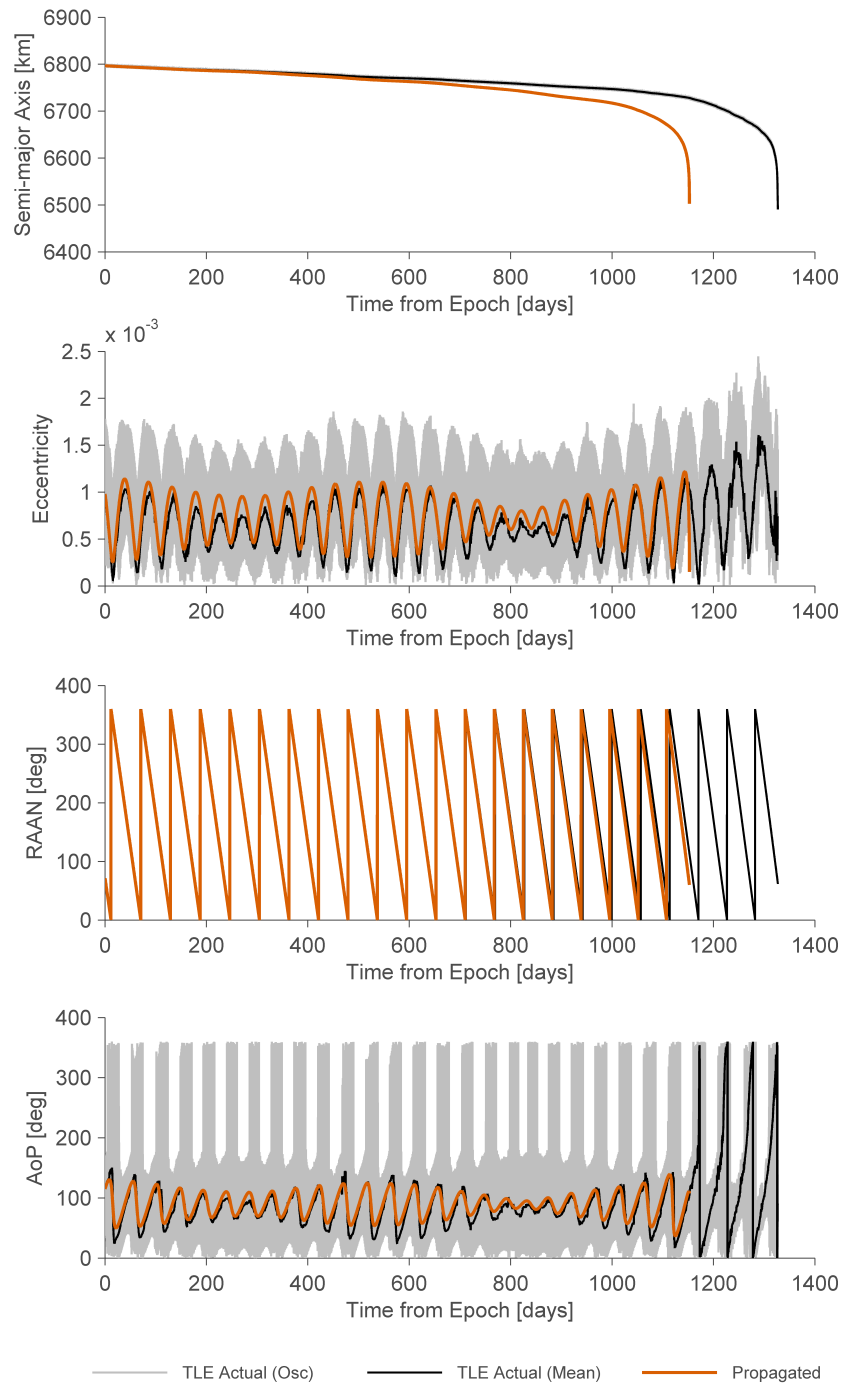 6900
6800
6700
6600
6500
6400
Semi-major Axis [km]
0 200 400 600 800 1000 1200 1400
Time from Epoch [days]
x 10^-3
2.5
2
1.5
1
0.5
0
Eccentricity
0 200 400 600 800 1000 1200 1400
Time from Epoch [days]
400
300
200
100
0
RAAN [deg]
0 200 400 600 800 1000 1200 1400
Time from Epoch [days]
400
300
200
100
0
AoP [deg]
0 200 400 600 800 1000 1200 1400
Time from Epoch [days]
TLE Actual (Osc) TLE Actual (Mean) Propagated